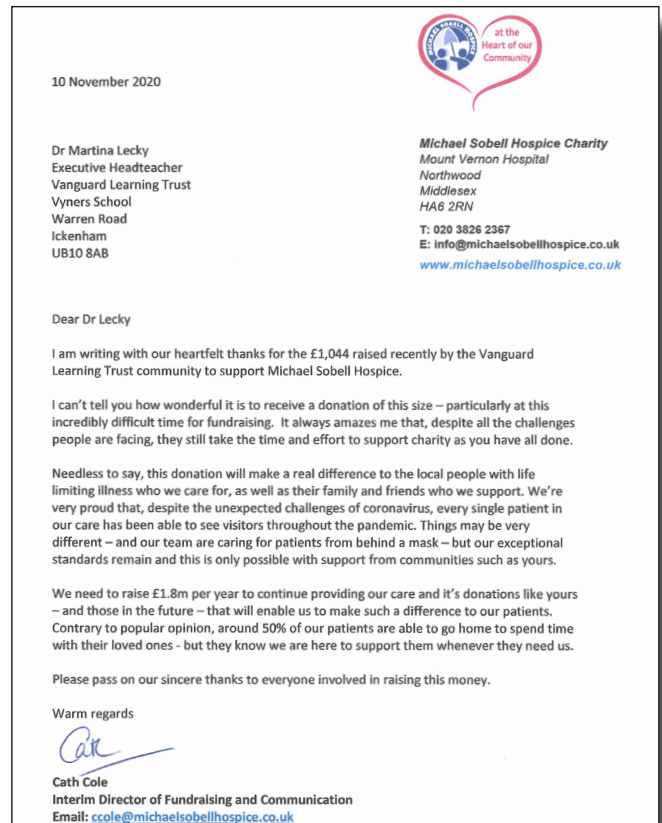 MICHAEL SOBELL HOSPICE
at the
Heart of our
Community
10 November 2020
Dr Martina Lecky
Executive Headteacher
Vanguard Learning Trust
Vyners School
Warren Road
Ickenham
UB10 8AB
Michael Sobell Hospice Charity
Mount Vernon Hospital
Northwood
Middlesex
HA6 2RN
T: 020 3826 2367
E: info@michaelsobellhospice.co.uk
www.michaelsobellhospice.co.uk
Dear Dr Lecky
I am writing with our heartfelt thanks for the £1,044 raised recently by the Vanguard
Learning Trust community to support Michael Sobell Hospice.
I can't tell you how wonderful it is to receive a donation of this size – particularly at this
incredibly difficult time for fundraising.  It always amazes me that, despite all the challenges
people are facing, they still take the time and effort to support charity as you have all done.
Needless to say, this donation will make a real difference to the local people with life
limiting illness who we care for, as well as their family and friends who we support. We're
very proud that, despite the unexpected challenges of coronavirus, every single patient in
our care has been able to see visitors throughout the pandemic. Things may be very
different – and our team are caring for patients from behind a mask – but our exceptional
standards remain and this is only possible with support from communities such as yours.
We need to raise £1.8m per year to continue providing our care and it's donations like yours
– and those in the future – that will enable us to make such a difference to our patients.
Contrary to popular opinion, around 50% of our patients are able to go home to spend time
with their loved ones - but they know we are here to support them whenever they need us.
Please pass on our sincere thanks to everyone involved in raising this money.
Warm regards
Cath
Cath Cole
Interim Director of Fundraising and Communication
Email: ccole@michaelsobellhospice.co.uk